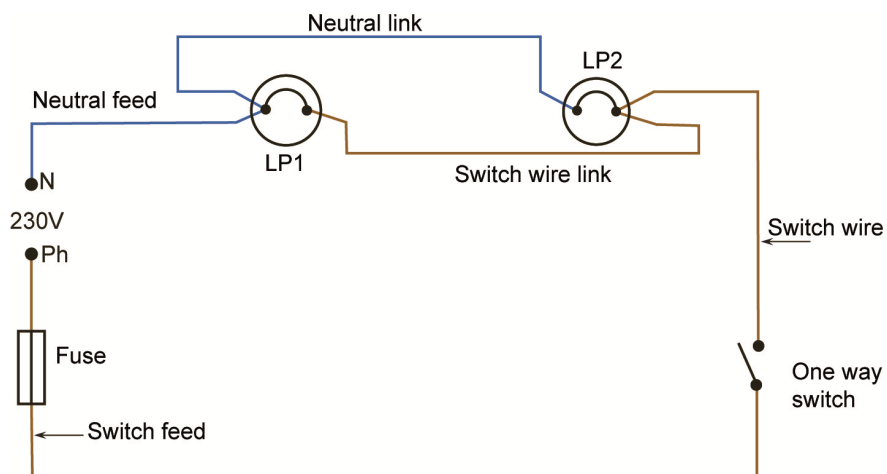 Neutral link
LP2
Neutral feed
LP1
Switch wire link
N
230V
Ph
Switch wire
Fuse
One way
switch
Switch feed